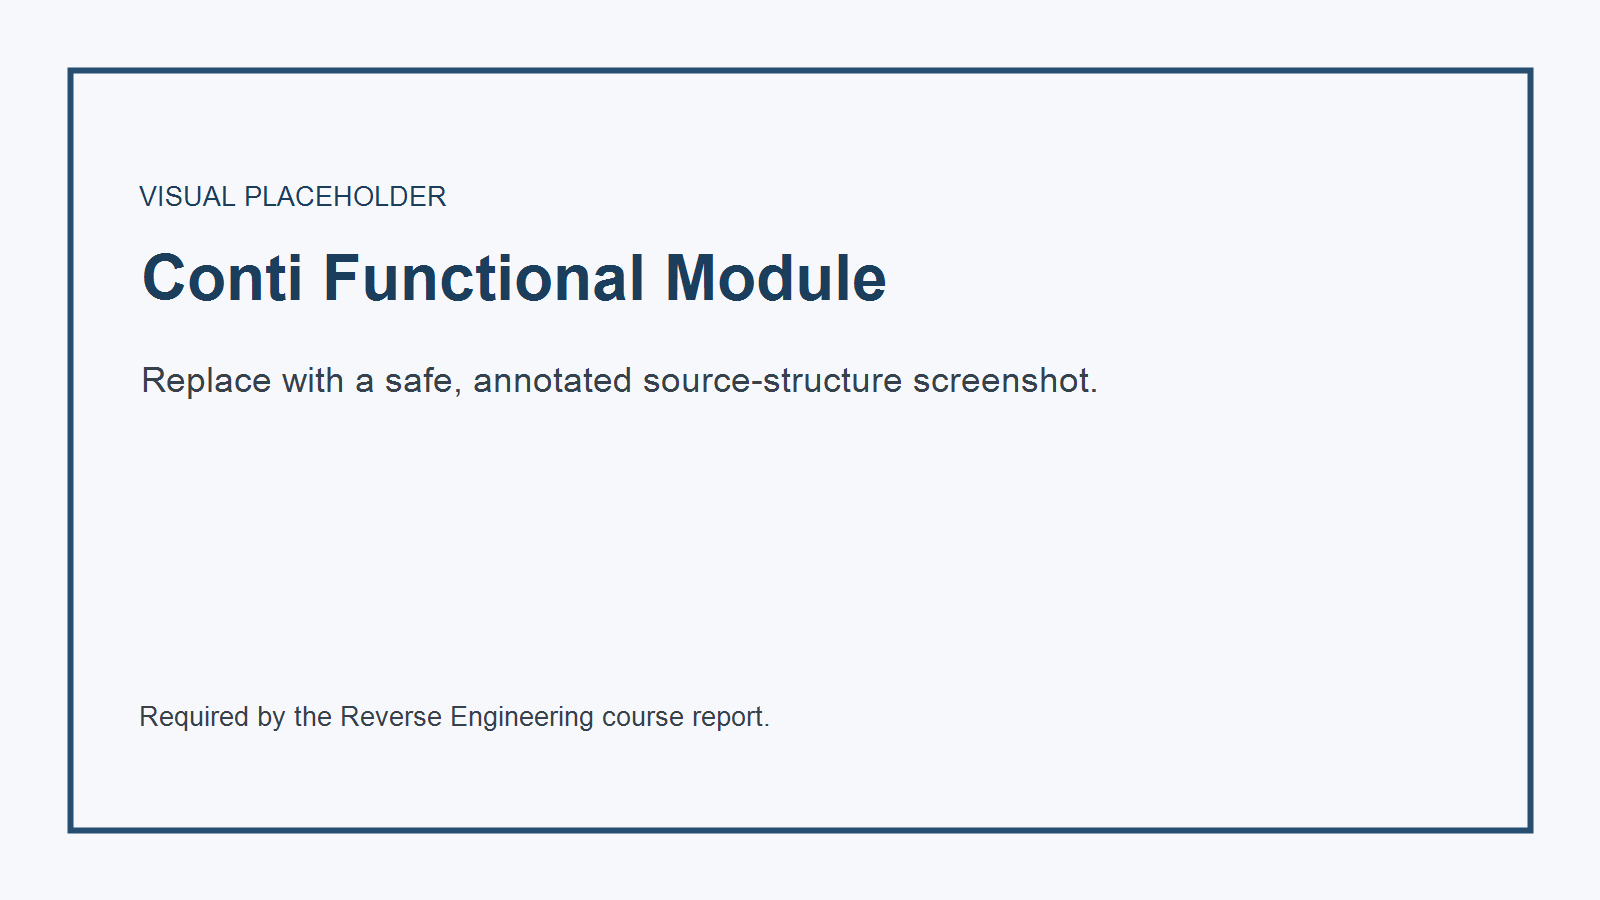 VISUAL PLACEHOLDER
Conti Functional Module
Replace with a safe, annotated source-structure screenshot.
Required by the Reverse Engineering course report.